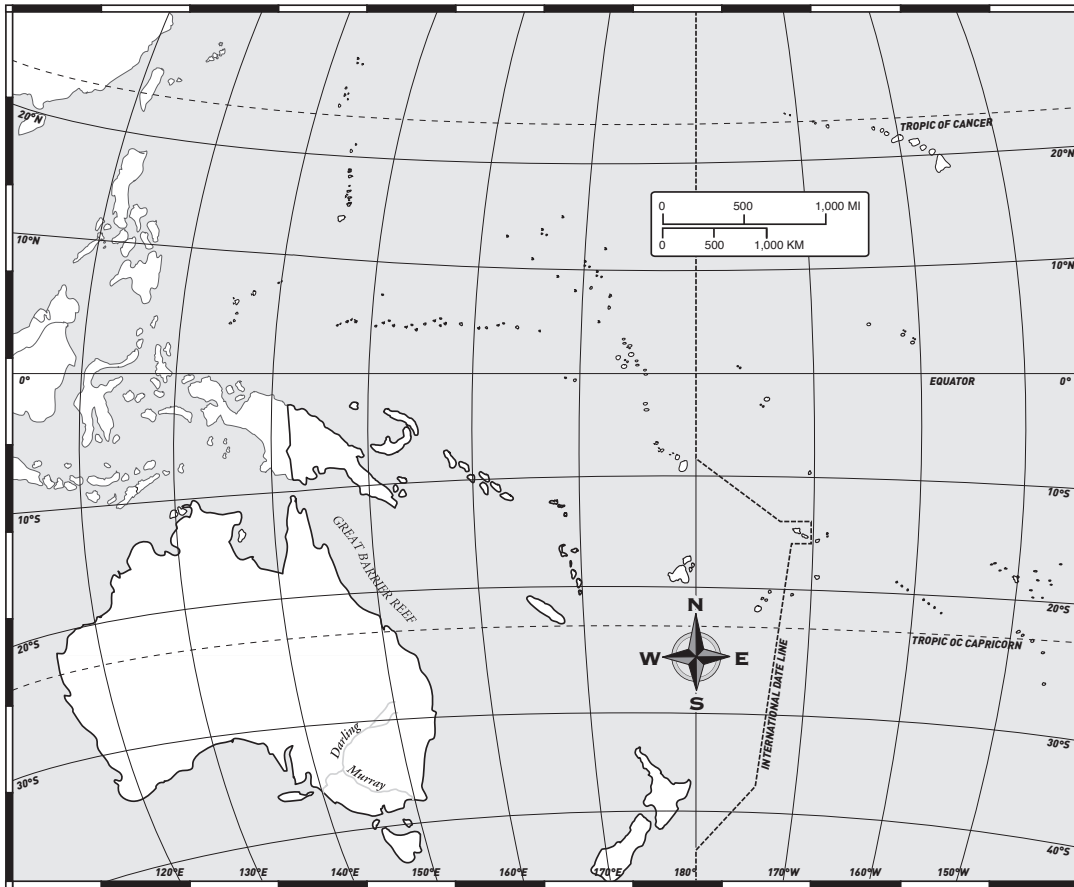 TROPIC OF CANCER
20°N
20°N
0 500 1,000 MI
0 500 1,000 KM
10°N
10°N
0°
EQUATOR
0°
10°S
10°S
GREAT BARRIER REEF
N
W E
S
20°S
20°S
TROPIC OC CAPRICORN
INTERNATIONAL DATE LINE
Darling
Murray
30°S
30°S
40°S
120°E 130°E 140°E 150°E 160°E 170°E 180° 170°W 160°W 150°W